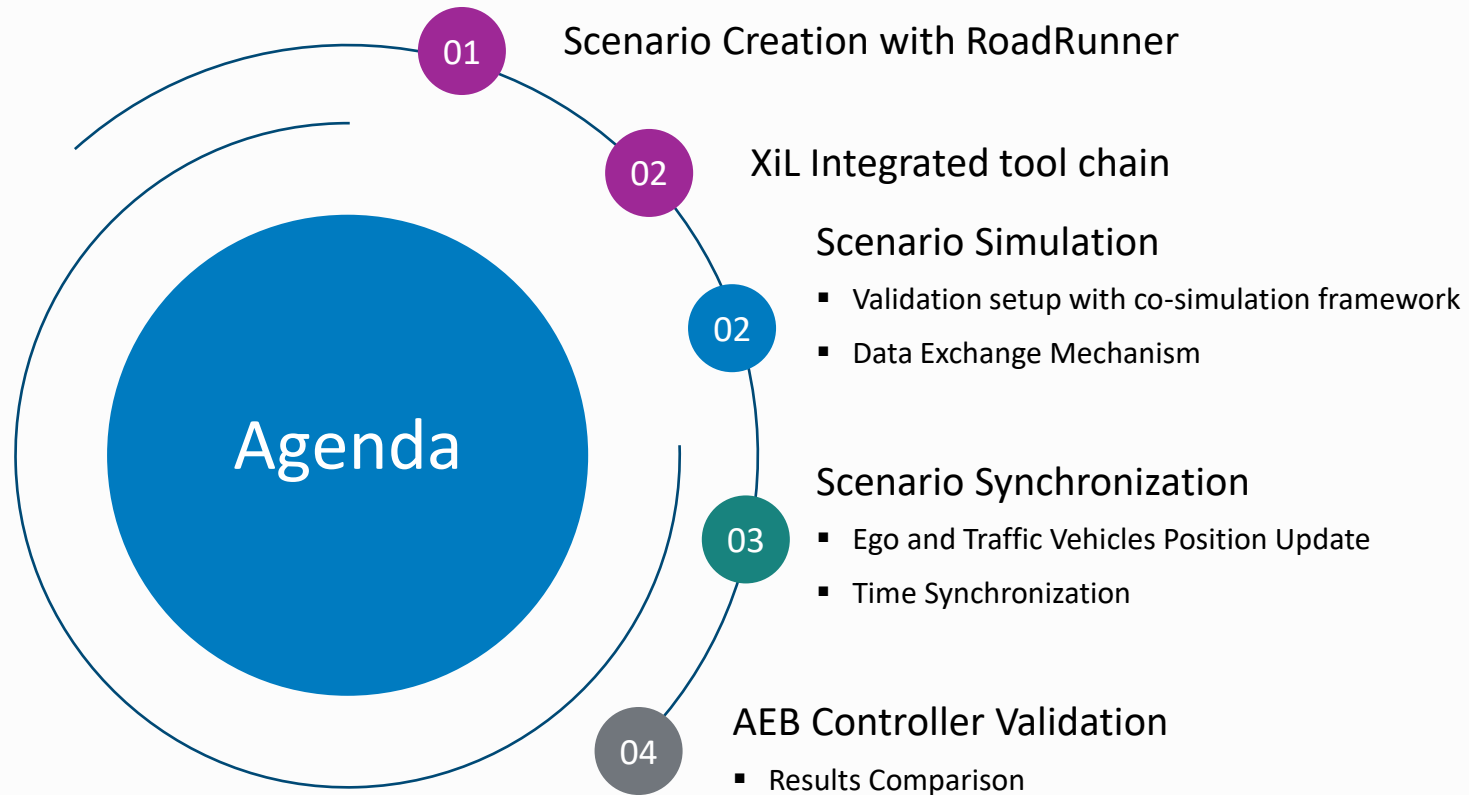 Agenda
01
Scenario Creation with RoadRunner
02
XiL Integrated tool chain
02
Scenario Simulation
▪ Validation setup with co-simulation framework
▪ Data Exchange Mechanism
03
Scenario Synchronization
▪ Ego and Traffic Vehicles Position Update
▪ Time Synchronization
04
AEB Controller Validation
▪ Results Comparison